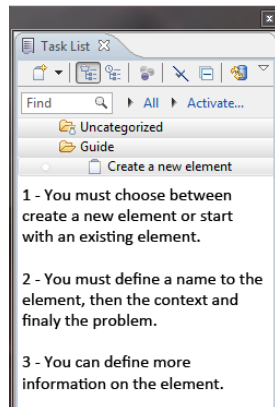 Task List
Find All Activate...
Uncategorized
Guide
Create a new element
1 - You must choose between
create a new element or start
with an existing element.
2 - You must define a name to the
element, then the context and
finaly the problem.
3 - You can define more
information on the element.